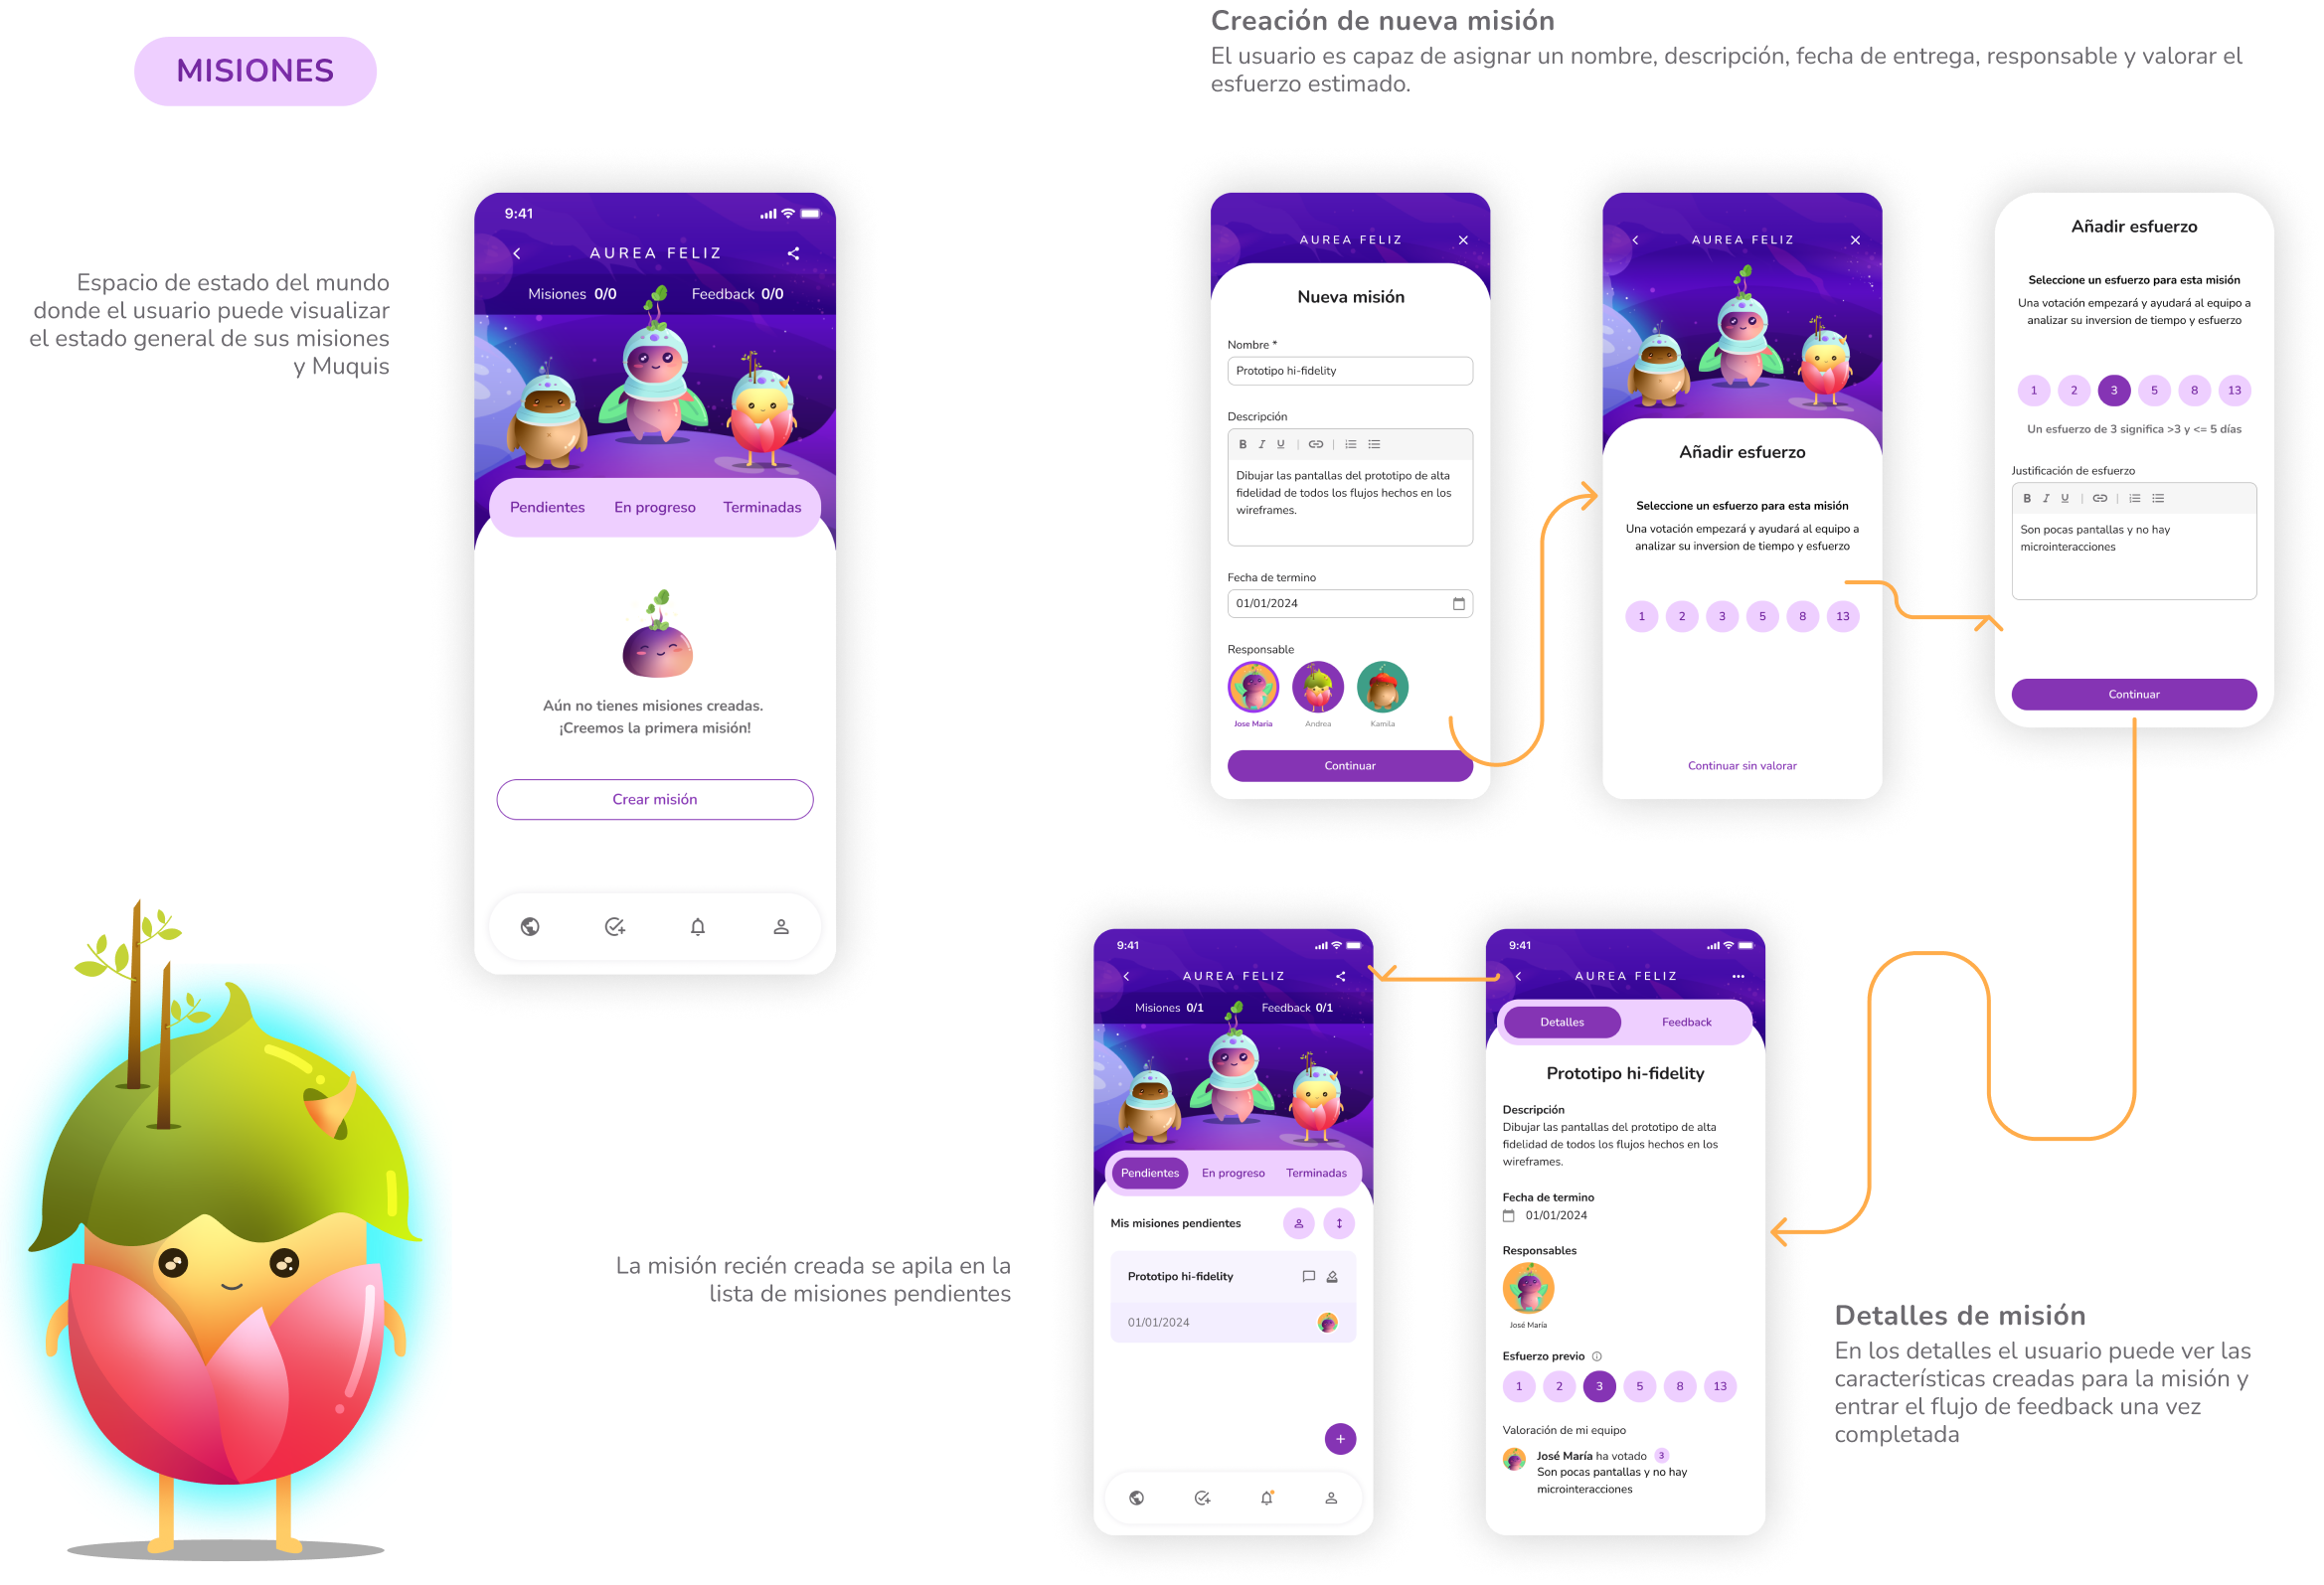 MISIONES
Espacio de estado del mundo
donde el usuario puede visualizar
el estado general de sus misiones
y Muquis
9:41
AUREA FELIZ
Misiones 0/0 Feedback 0/0
Pendientes En progreso Terminadas
Aún no tienes misiones creadas.
¡Creemos la primera misión!
Crear misión
Creación de nueva misión
El usuario es capaz de asignar un nombre, descripción, fecha de entrega, responsable y valorar el
esfuerzo estimado.
AUREA FELIZ
Nueva misión
Nombre *
Prototipo hi-fidelity
Descripción
B I U
Dibujar las pantallas del prototipo de alta
fidelidad de todos los flujos hechos en los
wireframes.
Fecha de termino
01/01/2024
Responsable
Jose Maria Andrea Kamila
Continuar
AUREA FELIZ
Añadir esfuerzo
Seleccione un esfuerzo para esta misión
Una votación empezará y ayudará al equipo a
analizar su inversion de tiempo y esfuerzo
1 2 3 5 8 13
Continuar sin valorar
Añadir esfuerzo
Seleccione un esfuerzo para esta misión
Una votación empezará y ayudará al equipo a
analizar su inversion de tiempo y esfuerzo
1 2 3 5 8 13
Un esfuerzo de 3 significa >3 y <= 5 días
Justificación de esfuerzo
B I U
Son pocas pantallas y no hay
microinteracciones
Continuar
9:41
AUREA FELIZ
Detalles Feedback
Prototipo hi-fidelity
Descripción
Dibujar las pantallas del prototipo de alta
fidelidad de todos los flujos hechos en los
wireframes.
Fecha de termino
01/01/2024
Responsables
José María
Esfuerzo previo
1 2 3 5 8 13
Valoración de mi equipo
José María ha votado 3
Son pocas pantallas y no hay
microinteracciones
Detalles de misión
En los detalles el usuario puede ver las
características creadas para la misión y
entrar el flujo de feedback una vez
completada
9:41
AUREA FELIZ
Misiones 0/1 Feedback 0/1
Pendientes En progreso Terminadas
Mis misiones pendientes
Prototipo hi-fidelity
01/01/2024
+
La misión recién creada se apila en la
lista de misiones pendientes